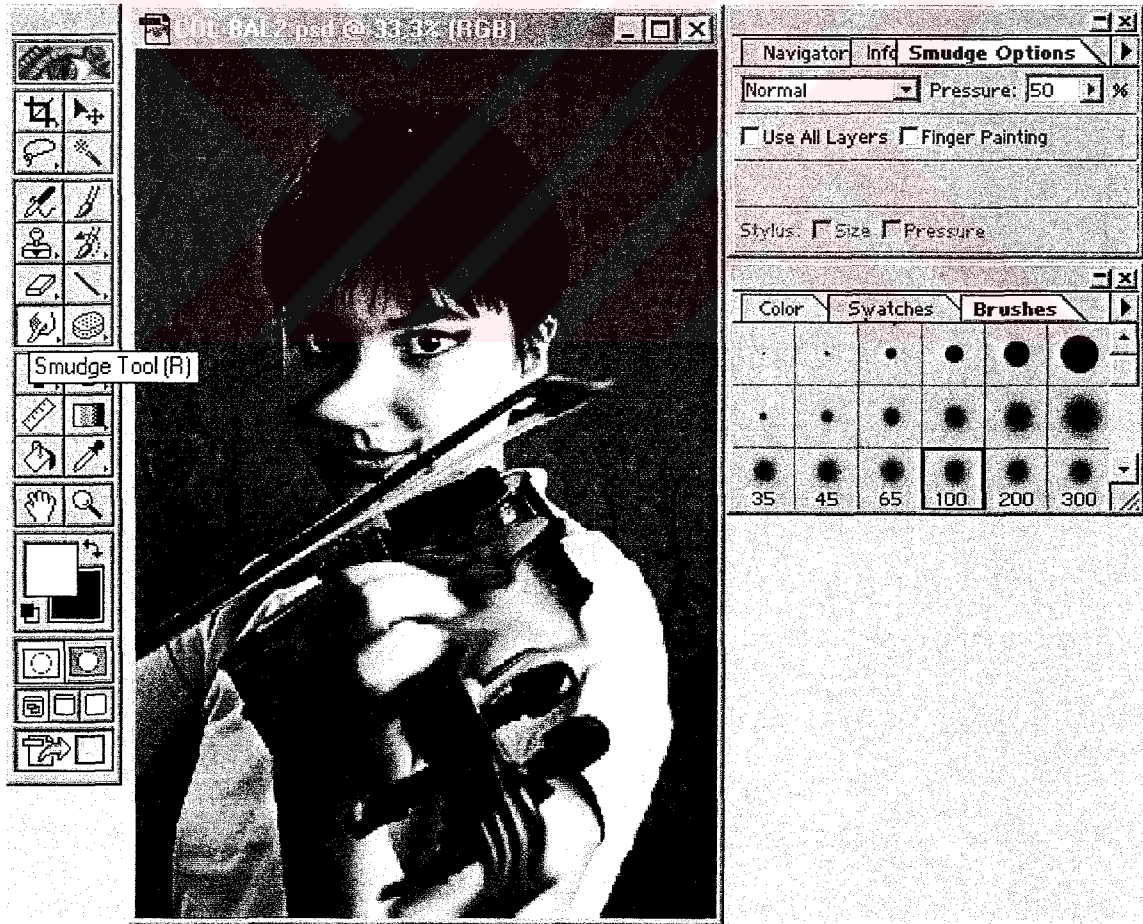 COL-BAL2.psd @ 33,3% (RGB)
Navigator Info Smudge Options
Normal Pressure: 50 %
Use All Layers Finger Painting
Stylus: Size Pressure
Color Swatches Brushes
35 45 65 100 200 300
Smudge Tool (R)